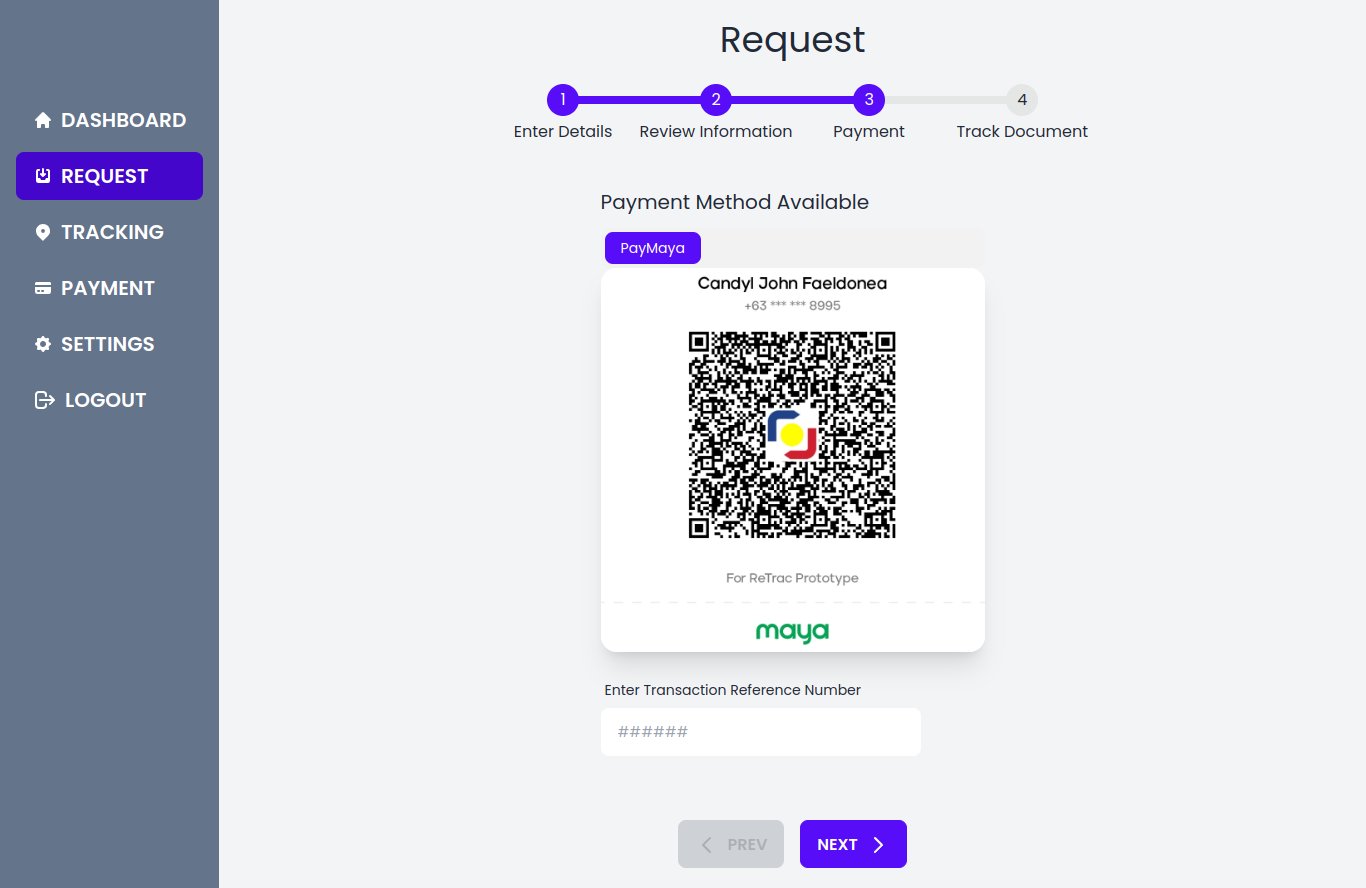 Request
1
2
3
4
Enter Details
Review Information
Payment
Track Document
DASHBOARD
REQUEST
TRACKING
PAYMENT
SETTINGS
LOGOUT
Payment Method Available
PayMaya
Candyl John Faeldonea
+63 *** *** 8995
For ReTrac Prototype
maya
Enter Transaction Reference Number
######
PREV
NEXT